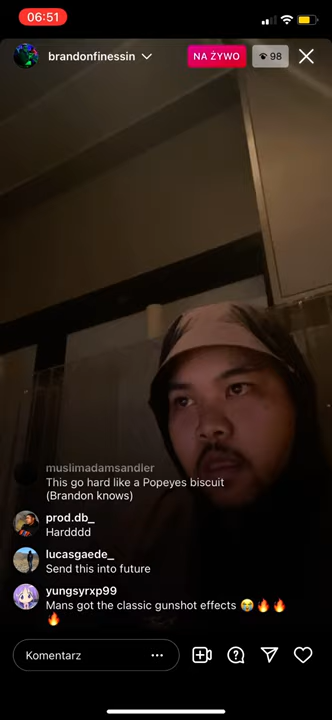 06:51
brandonfinessin
NA ŻYWO
98
muslimadamsandler
This go hard like a Popeyes biscuit
(Brandon knows)
prod.db_
Hardddd
lucasgaede_
Send this into future
yungsyrxp99
Mans got the classic gunshot effects 😭🔥🔥
🔥
Komentarz